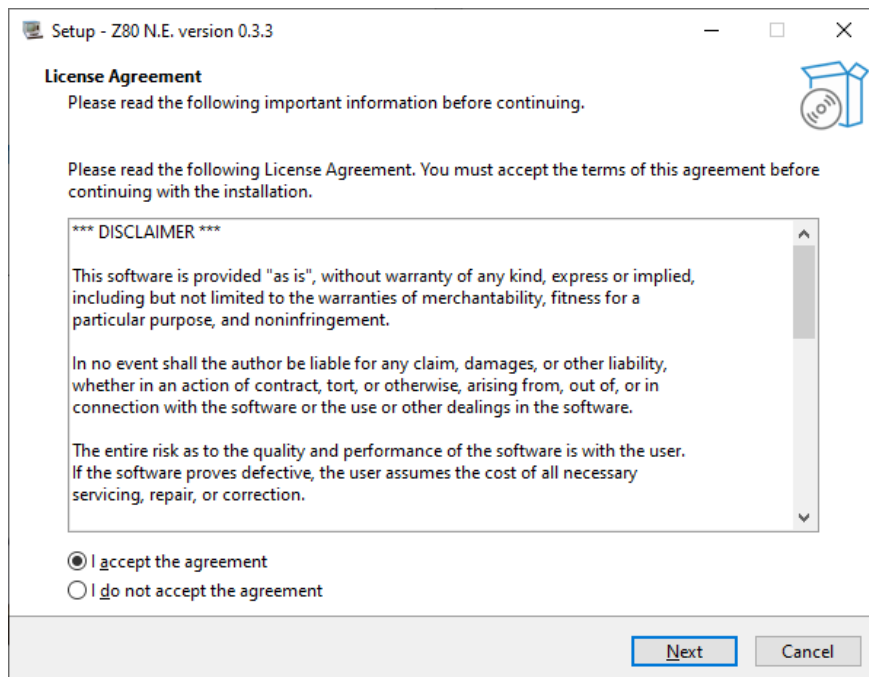 Setup - Z80 N.E. version 0.3.3
License Agreement
Please read the following important information before continuing.
Please read the following License Agreement. You must accept the terms of this agreement before
continuing with the installation.
*** DISCLAIMER ***
This software is provided "as is", without warranty of any kind, express or implied,
including but not limited to the warranties of merchantability, fitness for a
particular purpose, and noninfringement.
In no event shall the author be liable for any claim, damages, or other liability,
whether in an action of contract, tort, or otherwise, arising from, out of, or in
connection with the software or the use or other dealings in the software.
The entire risk as to the quality and performance of the software is with the user.
If the software proves defective, the user assumes the cost of all necessary
servicing, repair, or correction.
I accept the agreement
I do not accept the agreement
Next Cancel